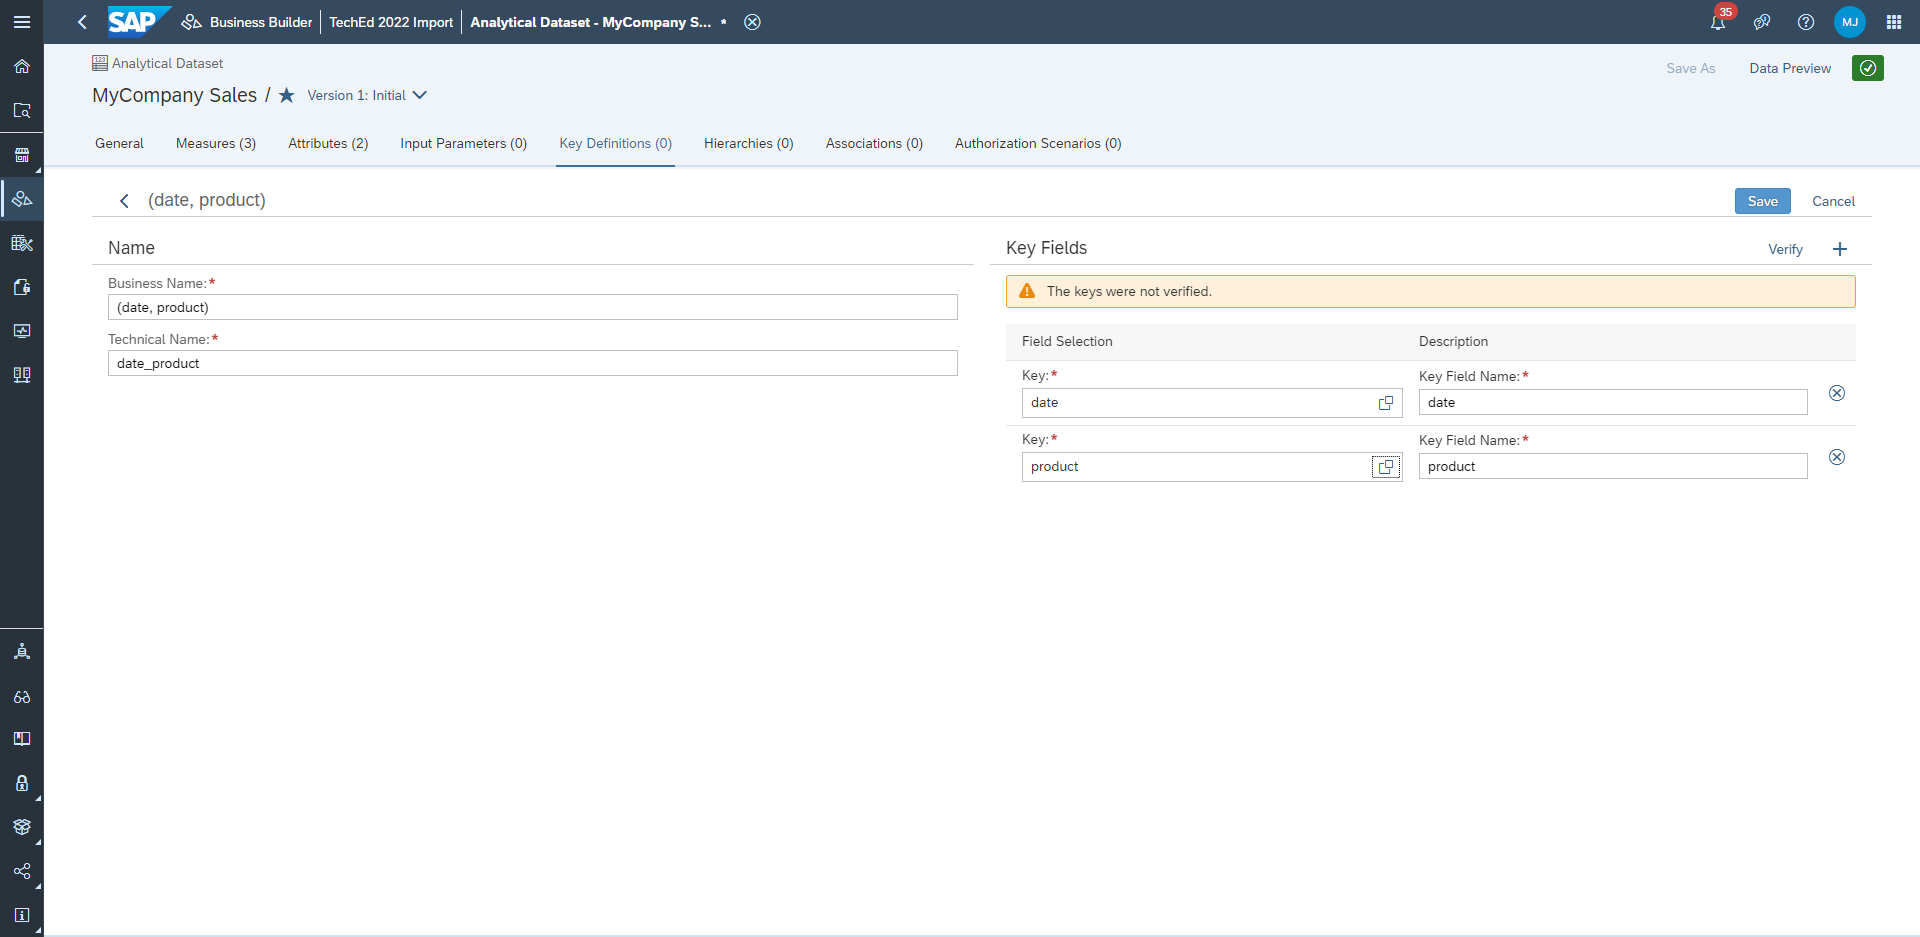 SAP Business Builder TechEd 2022 Import Analytical Dataset - MyCompany S... * 35 MJ
Analytical Dataset
Save As Data Preview
MyCompany Sales / ★ Version 1: Initial
General Measures (3) Attributes (2) Input Parameters (0) Key Definitions (0) Hierarchies (0) Associations (0) Authorization Scenarios (0)
(date, product) Save Cancel
Name
Business Name:*
(date, product)
Technical Name:*
date_product
Key Fields Verify
The keys were not verified.
Field Selection Description
Key:* Key Field Name:*
date date
Key:* Key Field Name:*
product product